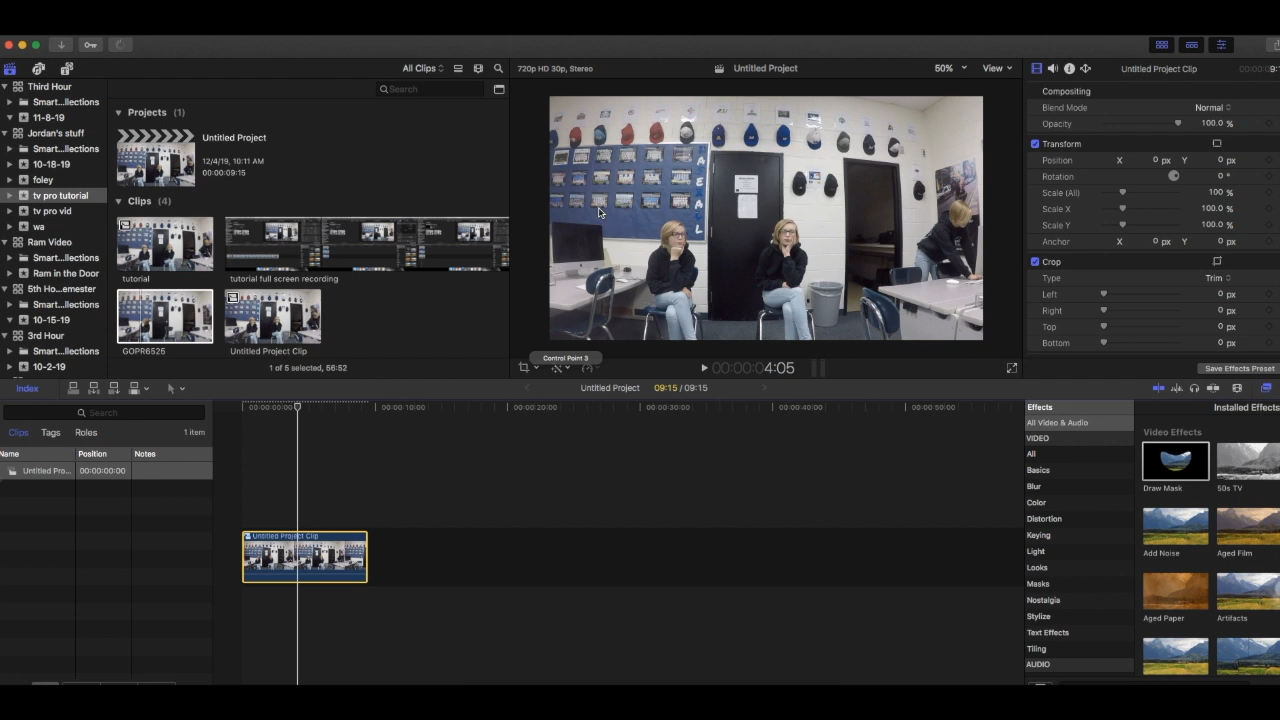 All Clips
Search
Third Hour
Smart...llections
11-8-19
Jordan's stuff
Smart...llections
10-18-19
foley
tv pro tutorial
tv pro vid
wa
Ram Video
Smart...llections
Ram in the Door
5th Ho...emester
Smart...llections
10-15-19
3rd Hour
Smart...llections
10-2-19
Projects (1)
Untitled Project
12/4/19, 10:11 AM
00:00:09:15
Clips (4)
tutorial
tutorial full screen recording
GOPR6525
Untitled Project Clip
1 of 5 selected, 56:52
720p HD 30p, Stereo
Untitled Project
50%
View
Control Point 3
00:00:04:05
Untitled Project Clip
Compositing
Blend Mode Normal
Opacity 100.0 %
Transform
Position X 0 px Y 0 px
Rotation 0 °
Scale (All) 100 %
Scale X 100.0 %
Scale Y 100.0 %
Anchor X 0 px Y 0 px
Crop
Type Trim
Left 0 px
Right 0 px
Top 0 px
Bottom 0 px
Save Effects Preset
Index
Untitled Project 09:15 / 09:15
Search
Clips Tags Roles 1 item
Name Position Notes
Untitled Pro... 00:00:00:00
00:00:00:00 00:00:10:00 00:00:20:00 00:00:30:00 00:00:40:00 00:00:50:00
Untitled Project Clip
Effects
Installed Effects
All Video & Audio
VIDEO
All
Basics
Blur
Color
Distortion
Keying
Light
Looks
Masks
Nostalgia
Stylize
Text Effects
Tiling
AUDIO
Video Effects
Draw Mask
50s TV
Add Noise
Aged Film
Aged Paper
Artifacts